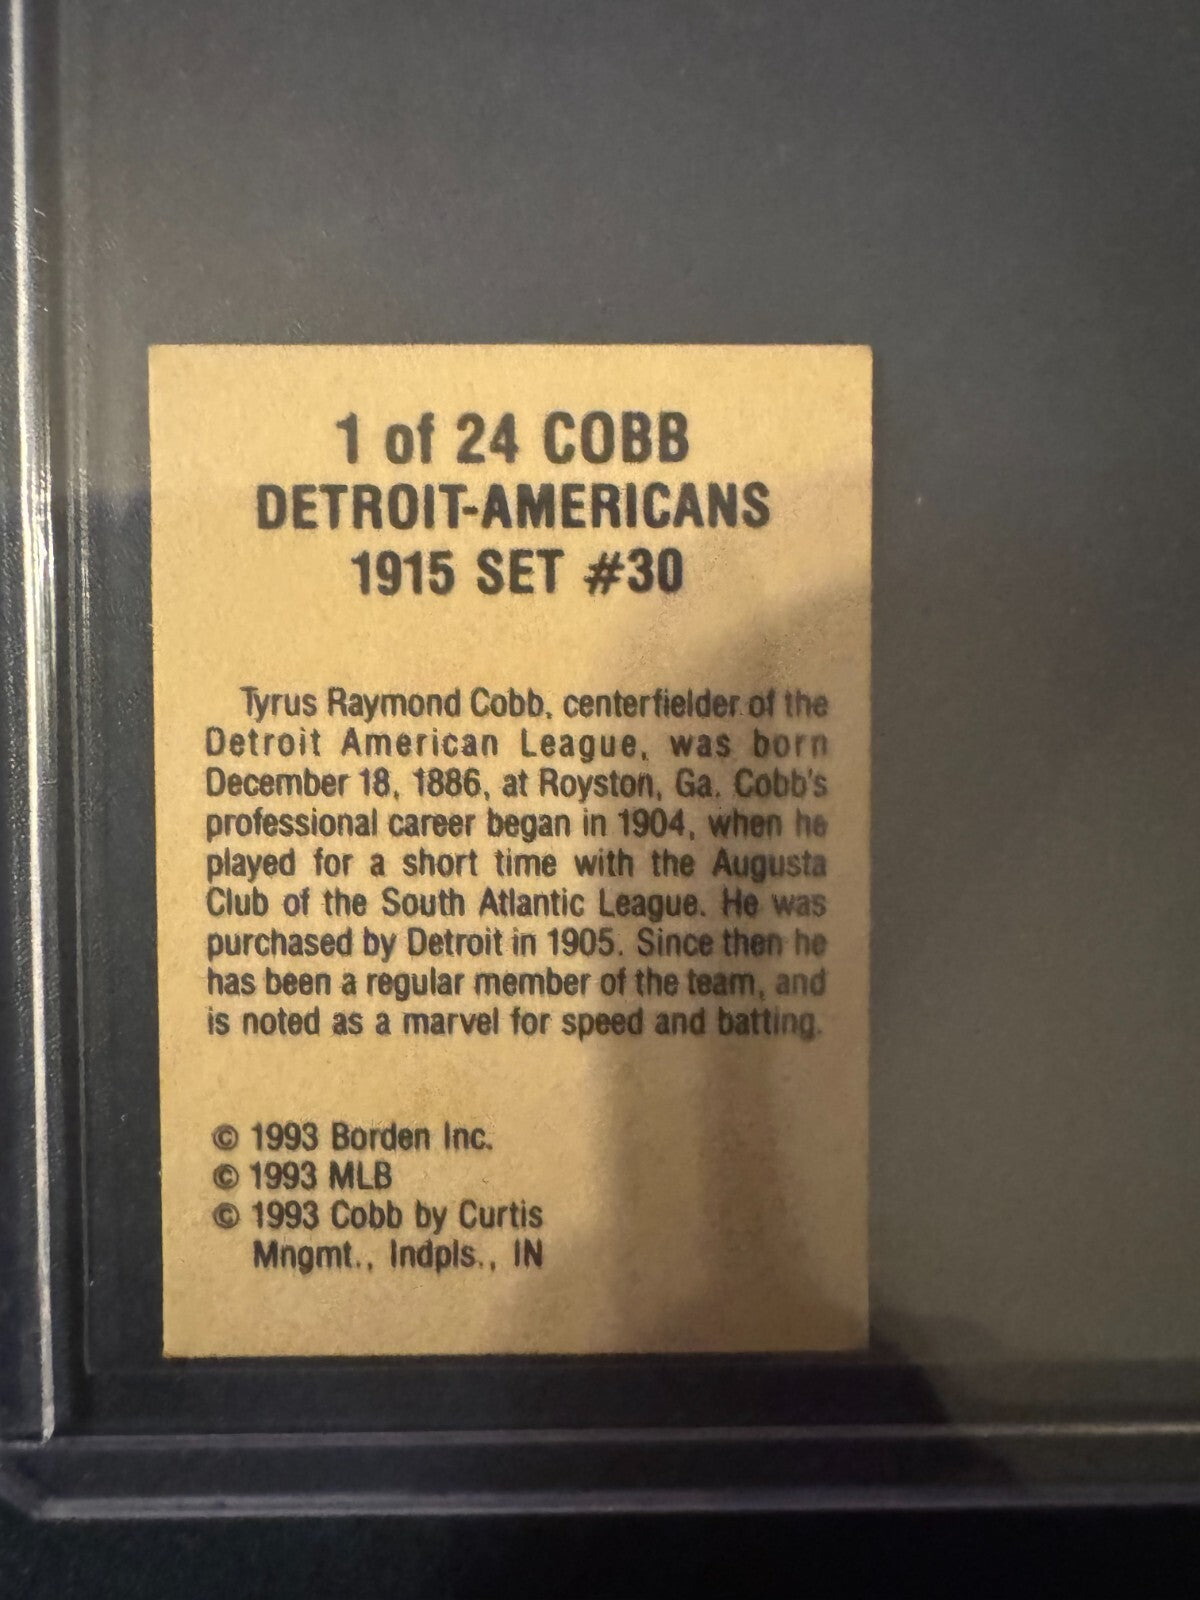 1 of 24 COBB
DETROIT-AMERICANS
1915 SET #30
Tyrus Raymond Cobb, centerfielder of the
Detroit American League, was born
December 18, 1886, at Royston, Ga. Cobb's
professional career began in 1904, when he
played for a short time with the Augusta
Club of the South Atlantic League. He was
purchased by Detroit in 1905. Since then he
has been a regular member of the team, and
is noted as a marvel for speed and batting.
© 1993 Borden Inc.
© 1993 MLB
© 1993 Cobb by Curtis
Mngmt., Indpls., IN